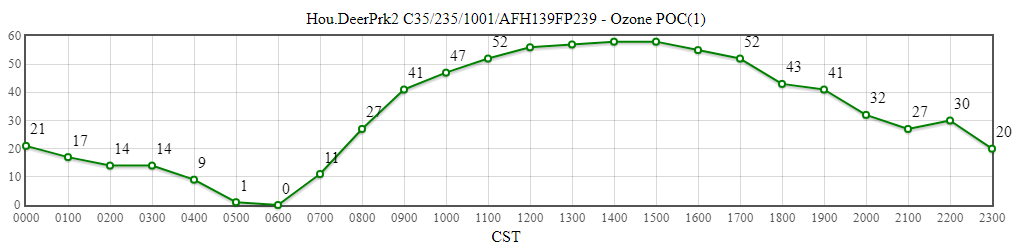 Hou.DeerPrk2 C35/235/1001/AFH139FP239 - Ozone POC(1)
60
50
40
30
20
10
0
21 17 14 14 9 1 0 11 27 41 47 52 52 43 41 32 27 30 20
0000 0100 0200 0300 0400 0500 0600 0700 0800 0900 1000 1100 1200 1300 1400 1500 1600 1700 1800 1900 2000 2100 2200 2300
CST